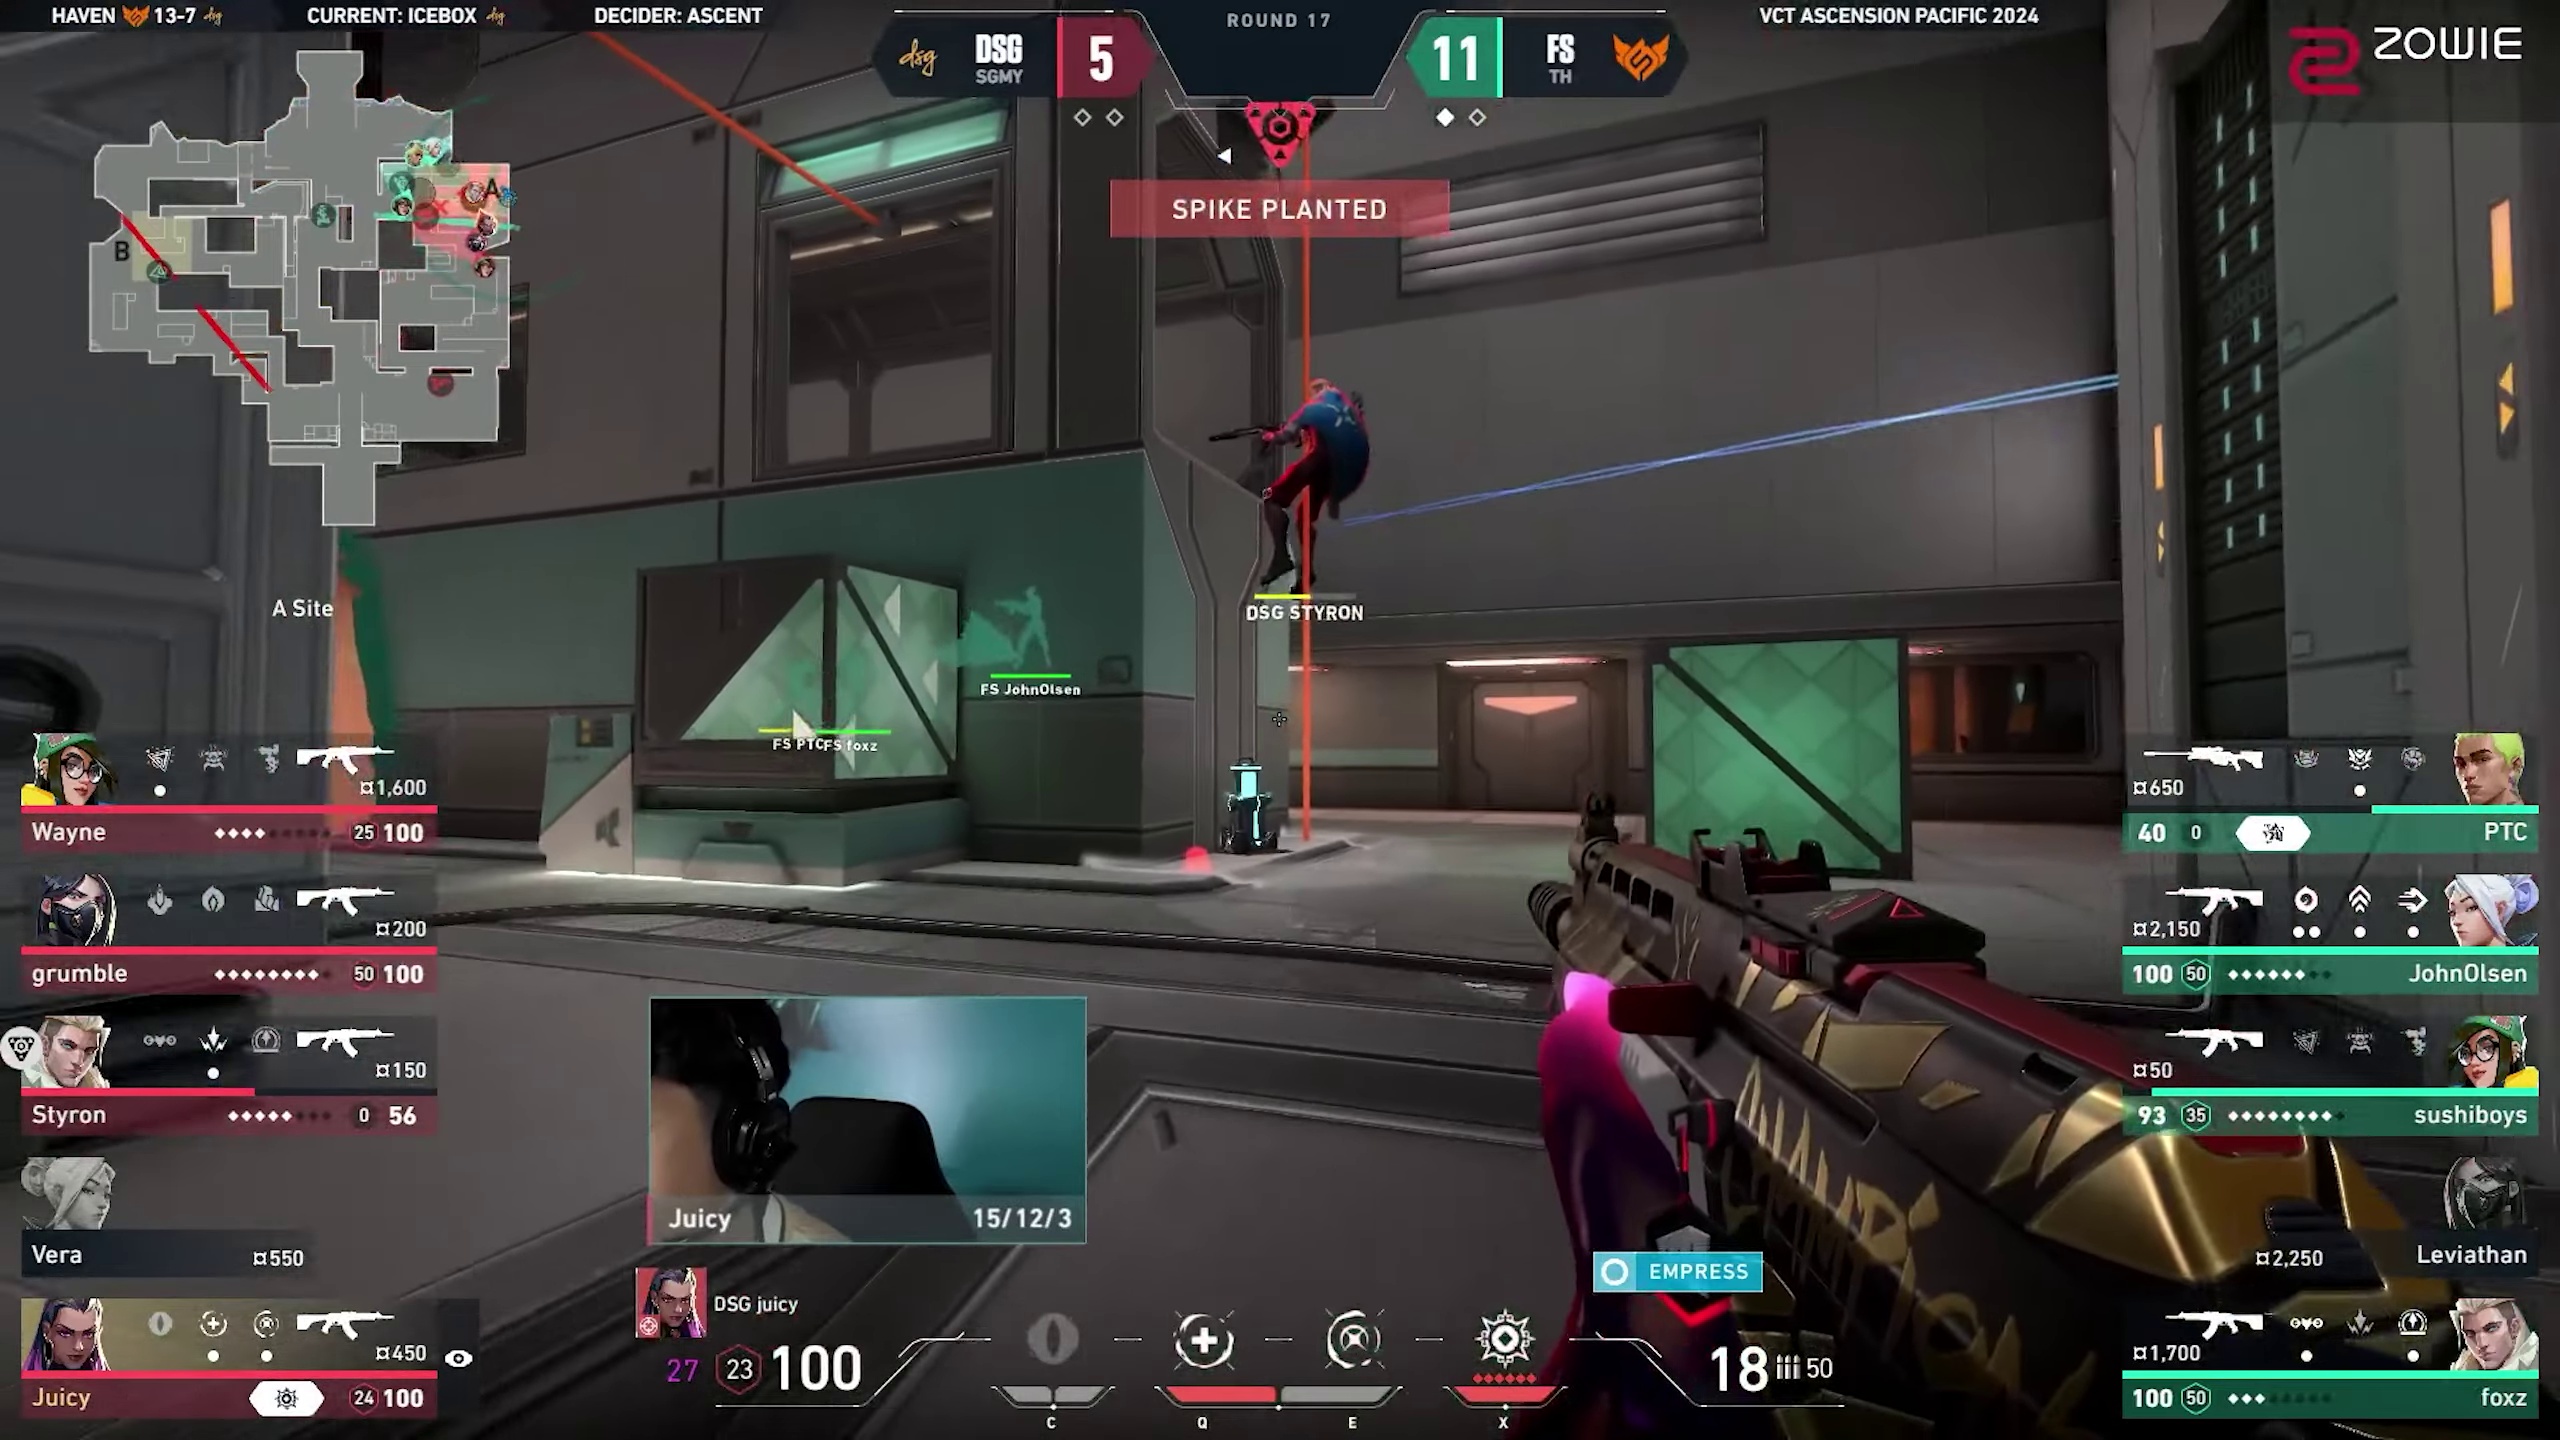 HAVEN 13-7 dsg
CURRENT: ICEBOX dsg
DECIDER: ASCENT
dsg DSG SGMY 5
ROUND 17
11 FS TH
VCT ASCENSION PACIFIC 2024
ZOWIE
SPIKE PLANTED
A
B
A Site
DSG STYRON
FS JohnOlsen
FS PTC
FS foxz
¤1,600
Wayne 25 100
¤200
grumble 50 100
¤150
Styron 0 56
Vera ¤550
¤450
Juicy 24 100
¤650
40 0 PTC
¤2,150
100 50 JohnOlsen
¤50
93 35 sushiboys
¤2,250 Leviathan
¤1,700
100 50 foxz
Juicy 15/12/3
DSG juicy
27 23 100
C Q E X
EMPRESS
18 50